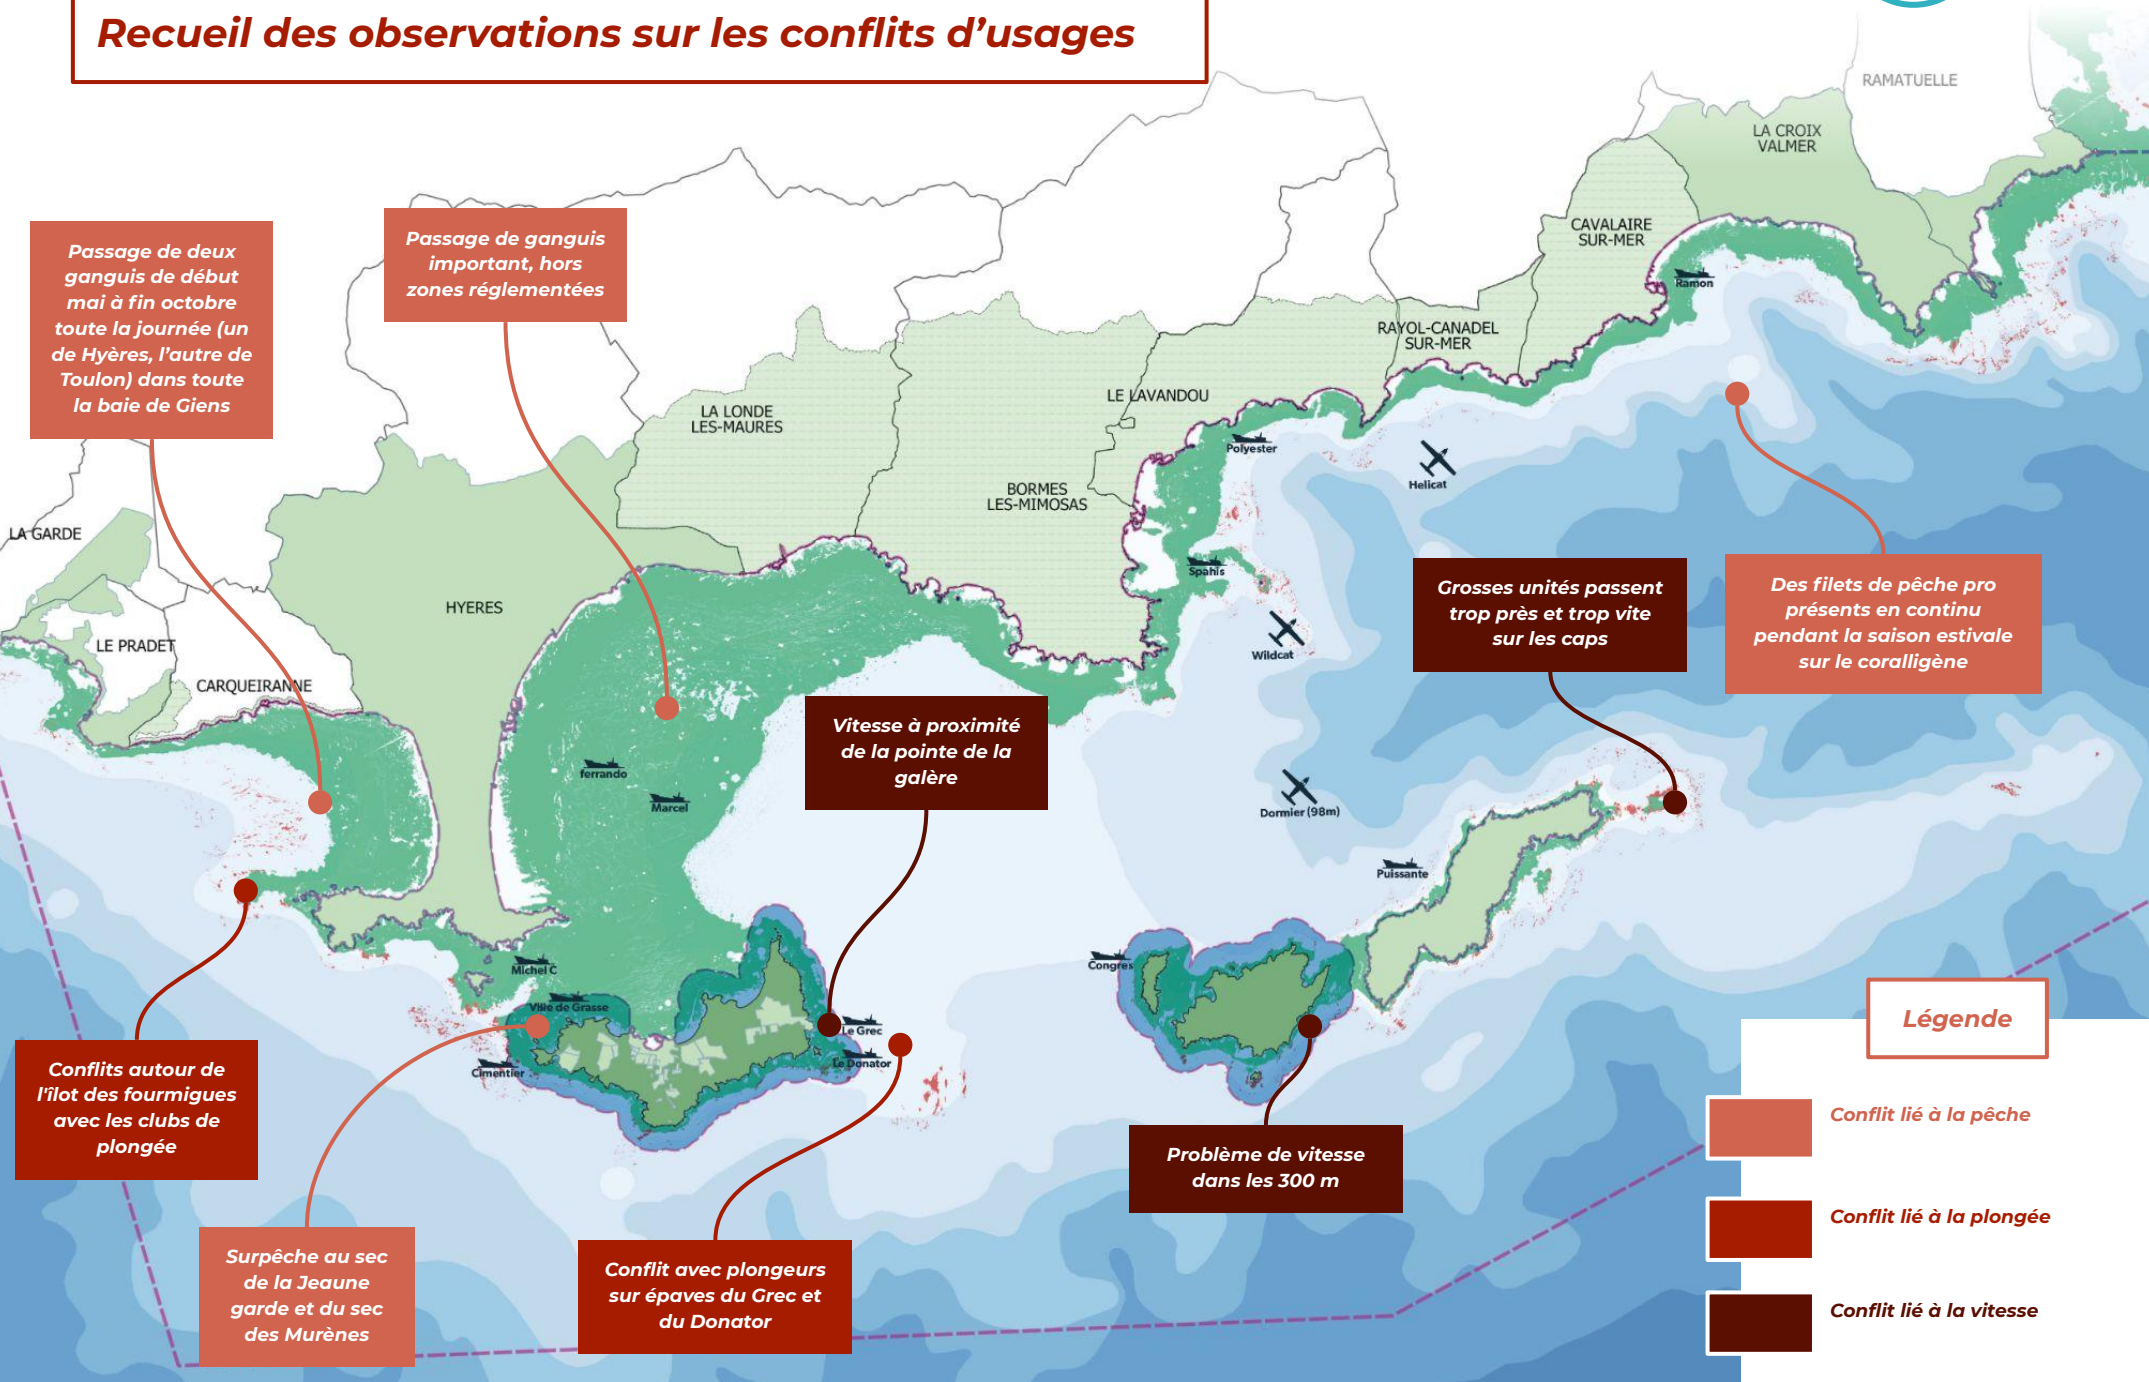 Recueil des observations sur les conflits d’usages
RAMATUELLE
LA CROIX
VALMER
CAVALAIRE
SUR-MER
Passage de deux
ganguis de début
mai à fin octobre
toute la journée (un
de Hyères, l’autre de
Toulon) dans toute
la baie de Giens
Passage de ganguis
important, hors
zones réglementées
Ramon
RAYOL-CANADEL
SUR-MER
LE LAVANDOU
LA LONDE
LES-MAURES
Polyester
Helicat
BORMES
LES-MIMOSAS
LA GARDE
Spahis
HYERES
LE PRADET
CARQUEIRANNE
Wildcat
Grosses unités passent
trop près et trop vite
sur les caps
Des filets de pêche pro
présents en continu
pendant la saison estivale
sur le coralligène
Vitesse à proximité
de la pointe de la
galère
ferrando
Marcel
Dormier (98m)
Puissante
Michel C
Congres
Ville de Grasse
Le Grec
Le Donator
Cimentier
Conflits autour de
l'îlot des fourmigues
avec les clubs de
plongée
Problème de vitesse
dans les 300 m
Surpêche au sec
de la Jeaune
garde et du sec
des Murènes
Conflit avec plongeurs
sur épaves du Grec et
du Donator
Légende
Conflit lié à la pêche
Conflit lié à la plongée
Conflit lié à la vitesse